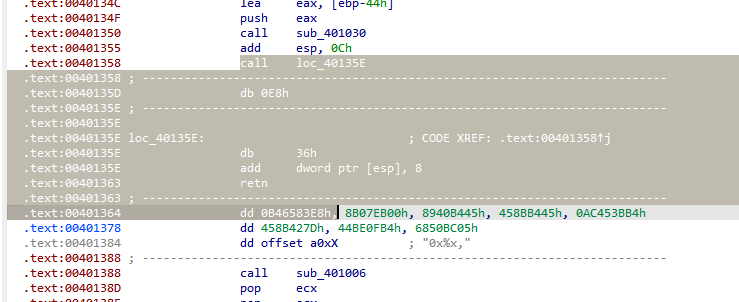 .text:0040134C lea eax, [ebp-44h]
.text:0040134F push eax
.text:00401350 call sub_401030
.text:00401355 add esp, 0Ch
.text:00401358 call loc_40135E
.text:00401358 ; ---------------------------------------------------------------------------
.text:0040135D db 0E8h
.text:0040135E ; ---------------------------------------------------------------------------
.text:0040135E
.text:0040135E loc_40135E: ; CODE XREF: .text:00401358↑j
.text:0040135E db 36h
.text:0040135E add dword ptr [esp], 8
.text:00401363 retn
.text:00401363 ; ---------------------------------------------------------------------------
.text:00401364 dd 0B46583E8h, 8B07EB00h, 8940B445h, 458BB445h, 0AC453BB4h
.text:00401378 dd 458B427Dh, 44BE0FB4h, 6850BC05h
.text:00401384 dd offset a0xX ; "0x%x,"
.text:00401388 ; ---------------------------------------------------------------------------
.text:00401388 call sub_401006
.text:0040138D pop ecx